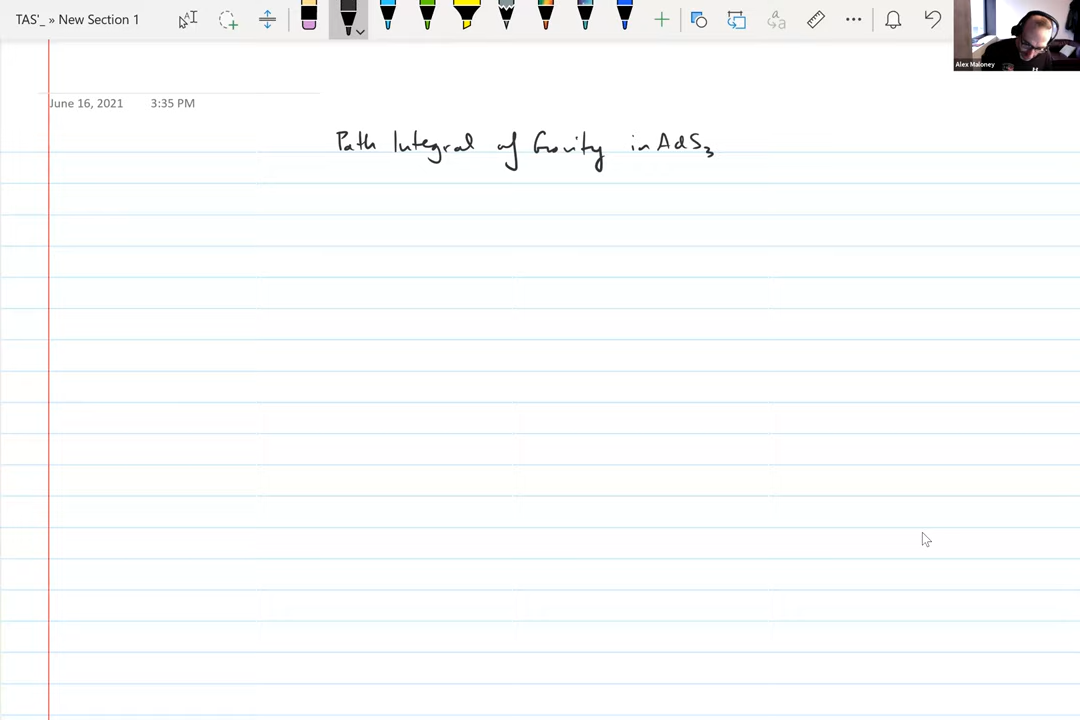 TAS'_ » New Section 1
Alex Maloney
June 16, 2021 3:35 PM
Path Integral of Gravity in AdS₃